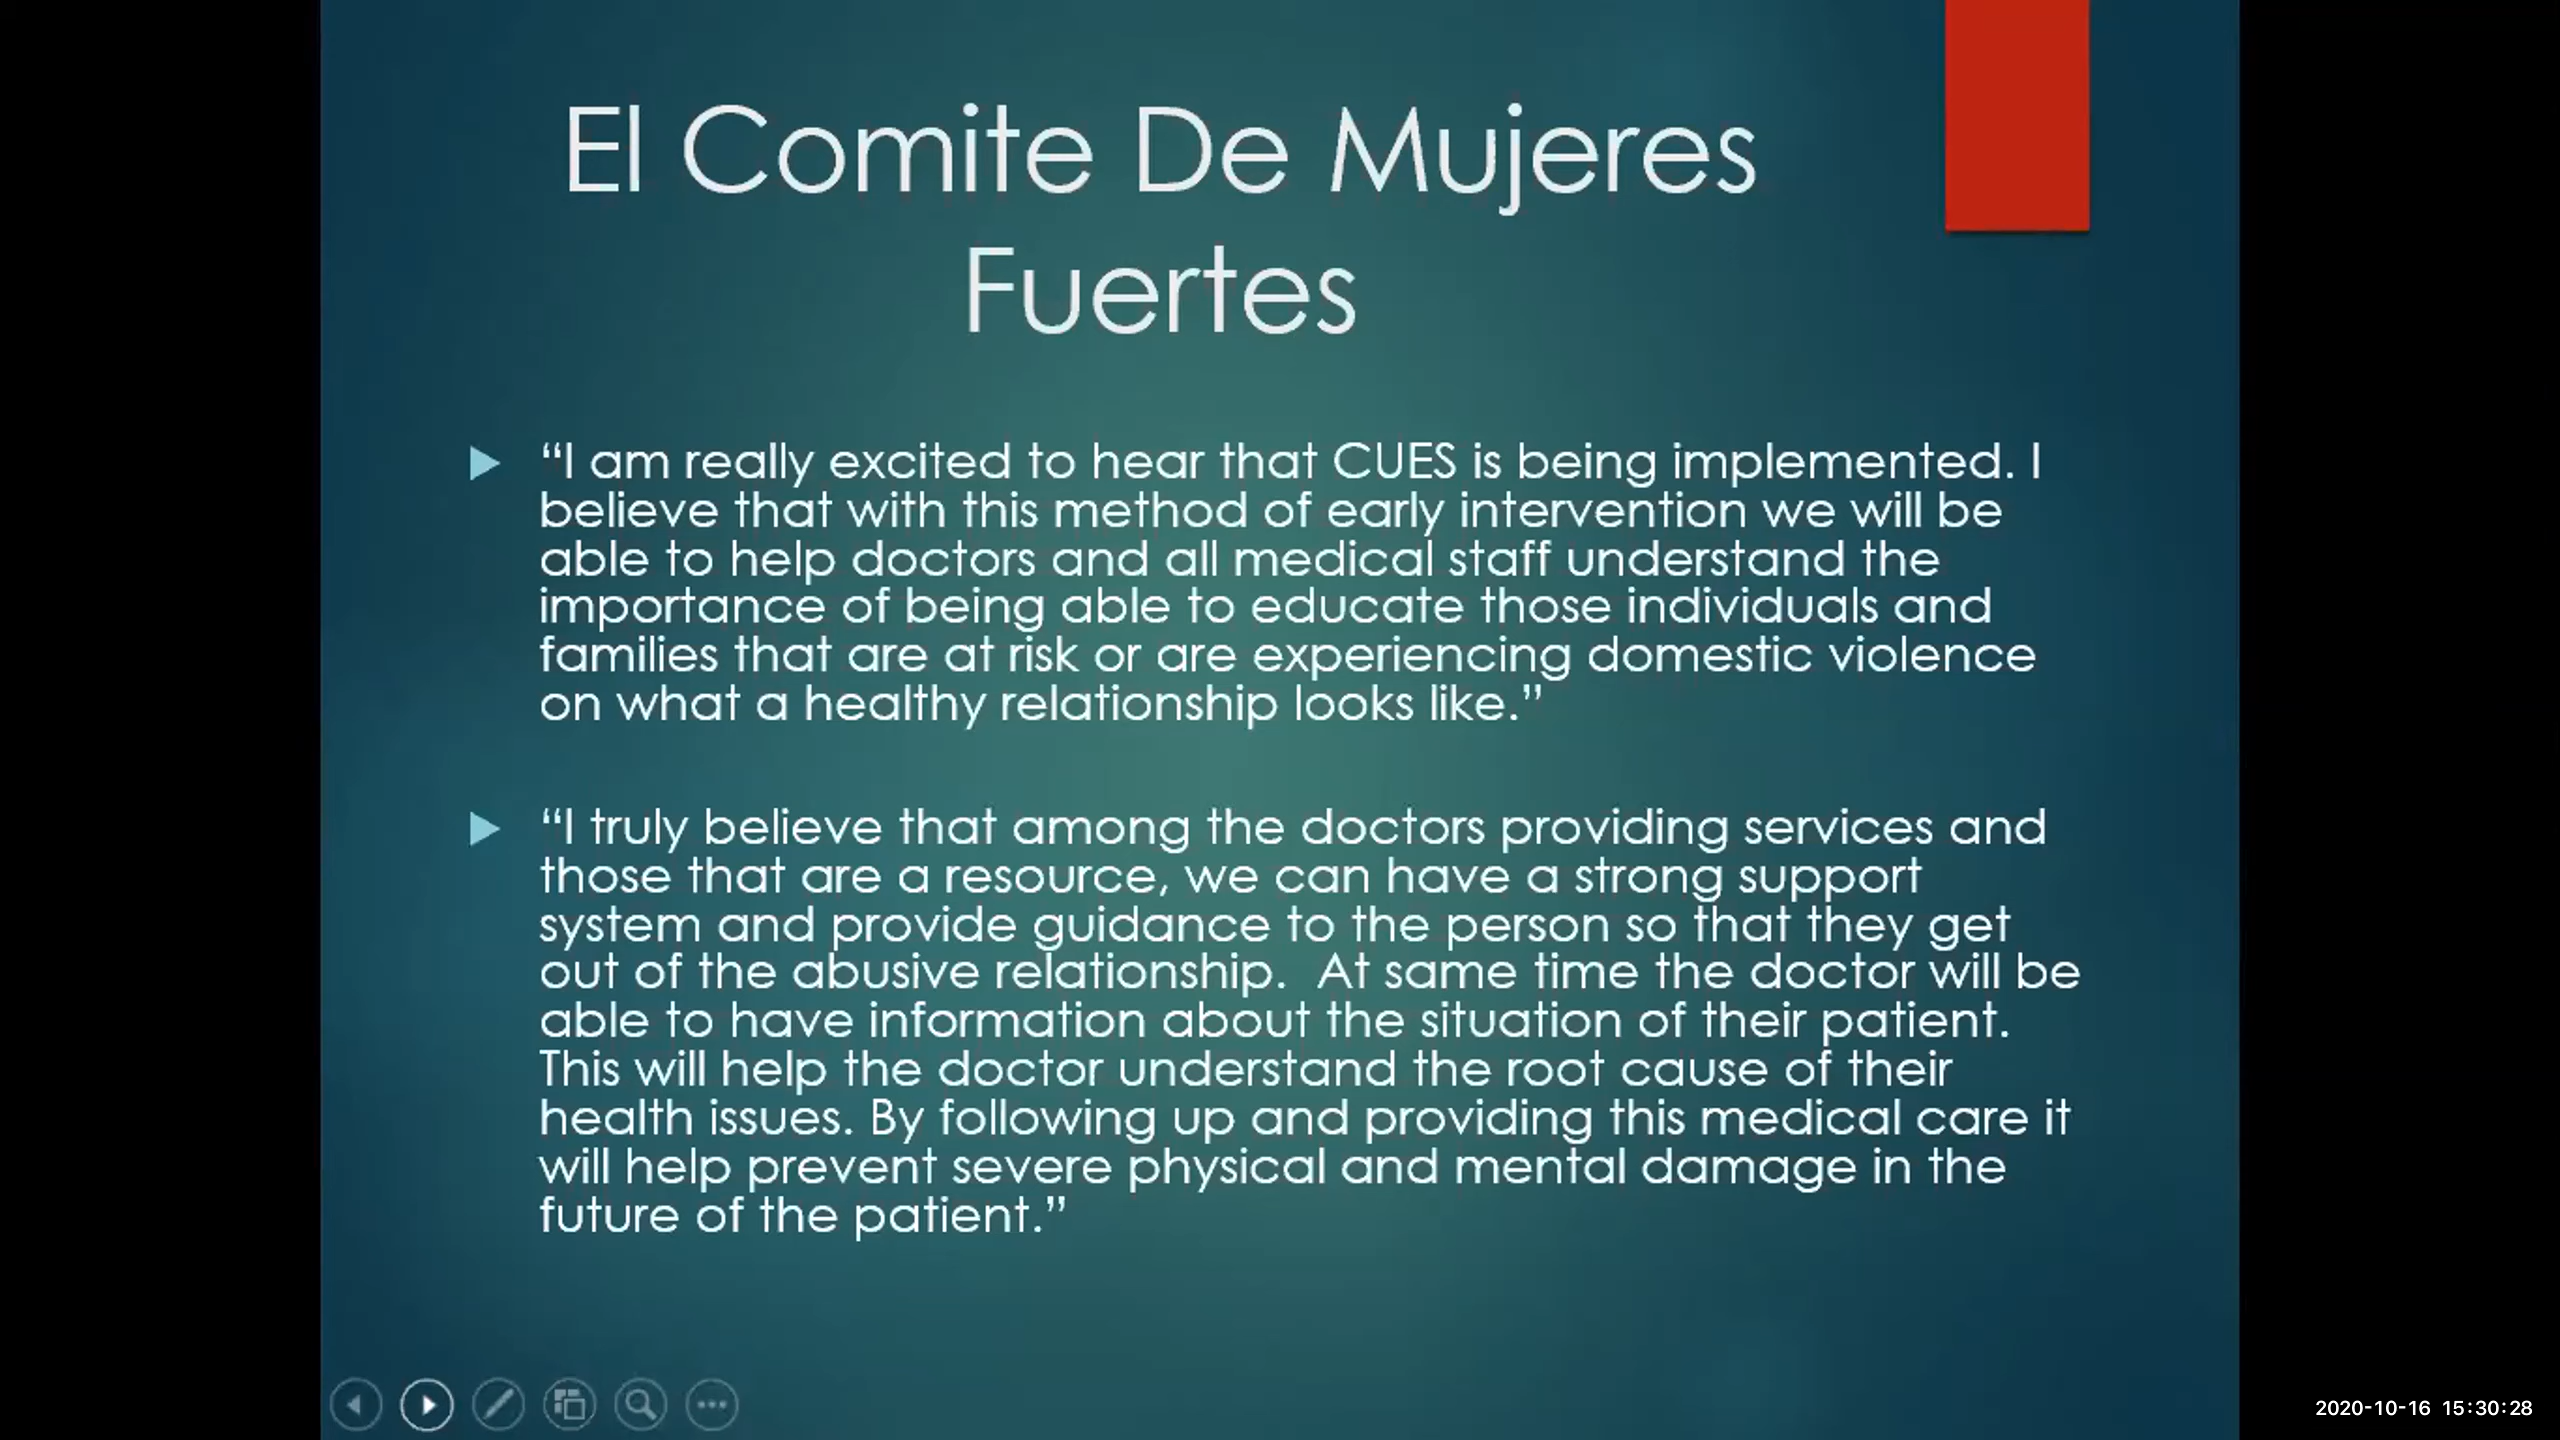 El Comite De Mujeres
Fuertes
“I am really excited to hear that CUES is being implemented. I
believe that with this method of early intervention we will be
able to help doctors and all medical staff understand the
importance of being able to educate those individuals and
families that are at risk or are experiencing domestic violence
on what a healthy relationship looks like.”
“I truly believe that among the doctors providing services and
those that are a resource, we can have a strong support
system and provide guidance to the person so that they get
out of the abusive relationship.  At same time the doctor will be
able to have information about the situation of their patient.
This will help the doctor understand the root cause of their
health issues. By following up and providing this medical care it
will help prevent severe physical and mental damage in the
future of the patient.”
2020-10-16 15:30:28